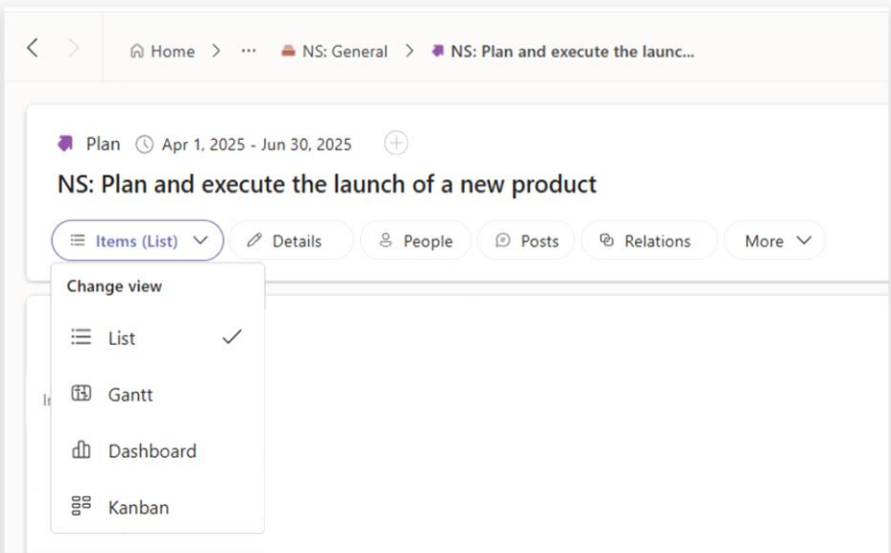 Home > ... NS: General > NS: Plan and execute the launc...
Plan Apr 1, 2025 - Jun 30, 2025
NS: Plan and execute the launch of a new product
Items (List) Details People Posts Relations More
Change view
List
Gantt
Dashboard
Kanban